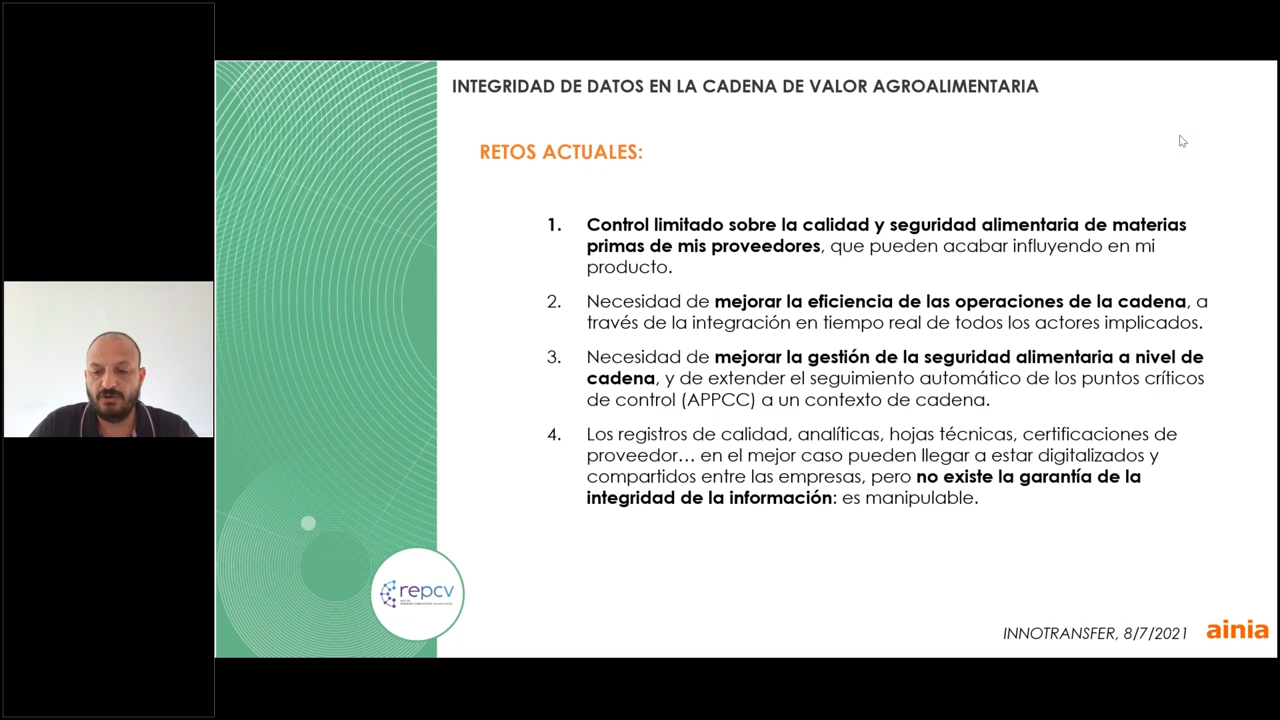 INTEGRIDAD DE DATOS EN LA CADENA DE VALOR AGROALIMENTARIA
RETOS ACTUALES:
1. Control limitado sobre la calidad y seguridad alimentaria de materias
primas de mis proveedores, que pueden acabar influyendo en mi
producto.
2. Necesidad de mejorar la eficiencia de las operaciones de la cadena, a
través de la integración en tiempo real de todos los actores implicados.
3. Necesidad de mejorar la gestión de la seguridad alimentaria a nivel de
cadena, y de extender el seguimiento automático de los puntos críticos
de control (APPCC) a un contexto de cadena.
4. Los registros de calidad, analíticas, hojas técnicas, certificaciones de
proveedor… en el mejor caso pueden llegar a estar digitalizados y
compartidos entre las empresas, pero no existe la garantía de la
integridad de la información: es manipulable.
repcv
INNOTRANSFER, 8/7/2021
ainia